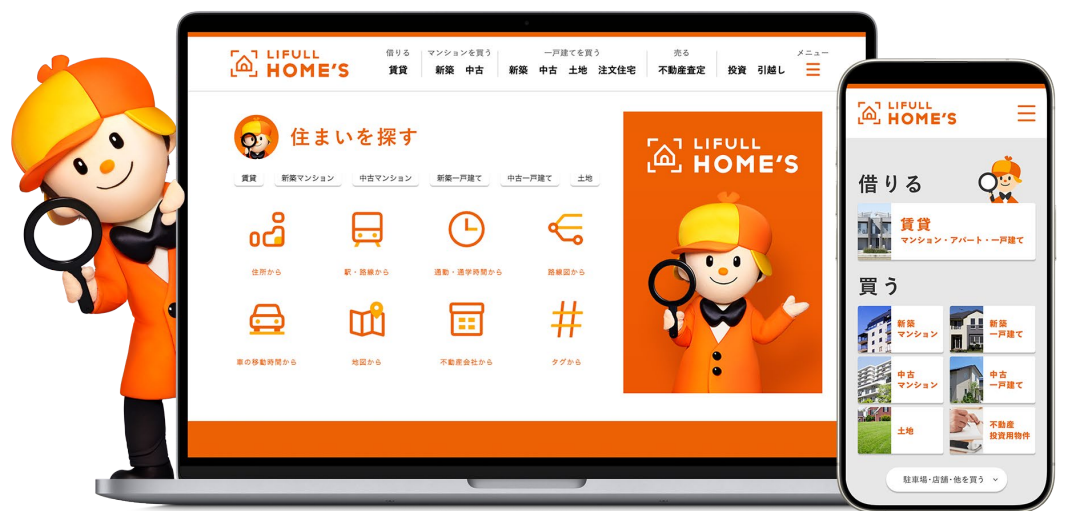 LIFULL
HOME'S
借りる
賃貸
マンションを買う
新築 中古
一戸建てを買う
新築 中古 土地 注文住宅
売る
不動産査定
投資 引越し
メニュー
住まいを探す
賃貸
新築マンション
中古マンション
新築一戸建て
中古一戸建て
土地
住所から
駅・路線から
通勤・通学時間から
路線図から
車の移動時間から
地図から
不動産会社から
タグから
LIFULL
HOME'S
LIFULL
HOME'S
借りる
賃貸
マンション・アパート・一戸建て
買う
新築
マンション
新築
一戸建て
中古
マンション
中古
一戸建て
土地
不動産
投資用物件
駐車場・店舗・他を買う